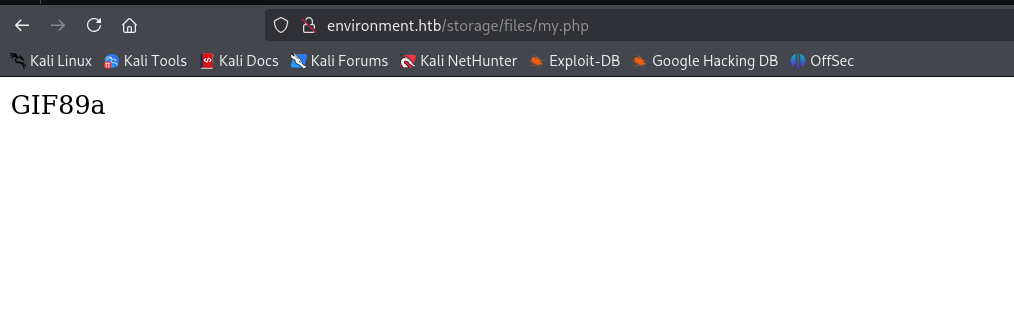 environment.htb/storage/files/my.php
Kali Linux Kali Tools Kali Docs Kali Forums Kali NetHunter Exploit-DB Google Hacking DB OffSec
GIF89a